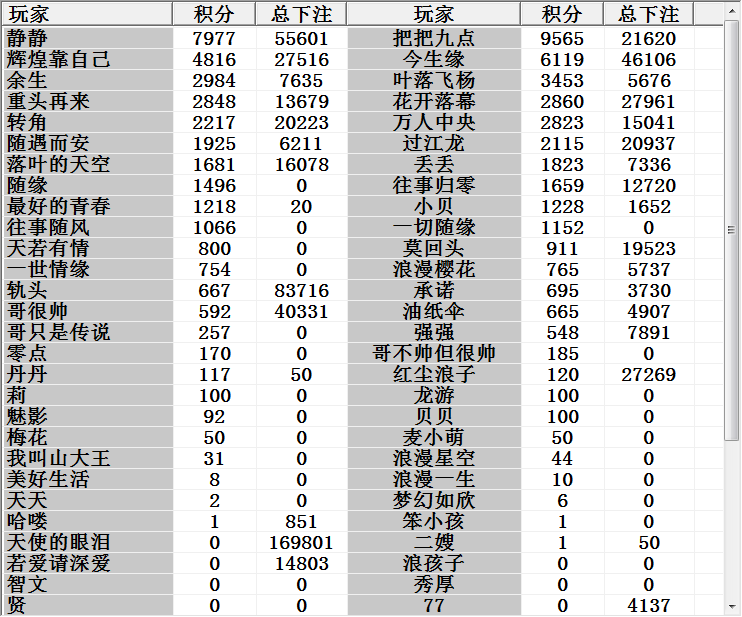 玩家 积分 总下注 玩家 积分 总下注
静静 7977 55601 把把九点 9565 21620
辉煌靠自己 4816 27516 今生缘 6119 46106
余生 2984 7635 叶落飞杨 3453 5676
重头再来 2848 13679 花开落幕 2860 27961
转角 2217 20223 万人中央 2823 15041
随遇而安 1925 6211 过江龙 2115 20937
落叶的天空 1681 16078 丢丢 1823 7336
随缘 1496 0 往事归零 1659 12720
最好的青春 1218 20 小贝 1228 1652
往事随风 1066 0 一切随缘 1152 0
天若有情 800 0 莫回头 911 19523
一世情缘 754 0 浪漫樱花 765 5737
轨头 667 83716 承诺 695 3730
哥很帅 592 40331 油纸伞 665 4907
哥只是传说 257 0 强强 548 7891
零点 170 0 哥不帅但很帅 185 0
丹丹 117 50 红尘浪子 120 27269
莉 100 0 龙游 100 0
魅影 92 0 贝贝 100 0
梅花 50 0 麦小萌 50 0
我叫山大王 31 0 浪漫星空 44 0
美好生活 8 0 浪漫一生 10 0
天天 2 0 梦幻如欣 6 0
哈喽 1 851 笨小孩 1 0
天使的眼泪 0 169801 二嫂 1 50
若爱请深爱 0 14803 浪孩子 0 0
智文 0 0 秀厚 0 0
贤 0 0 77 0 4137